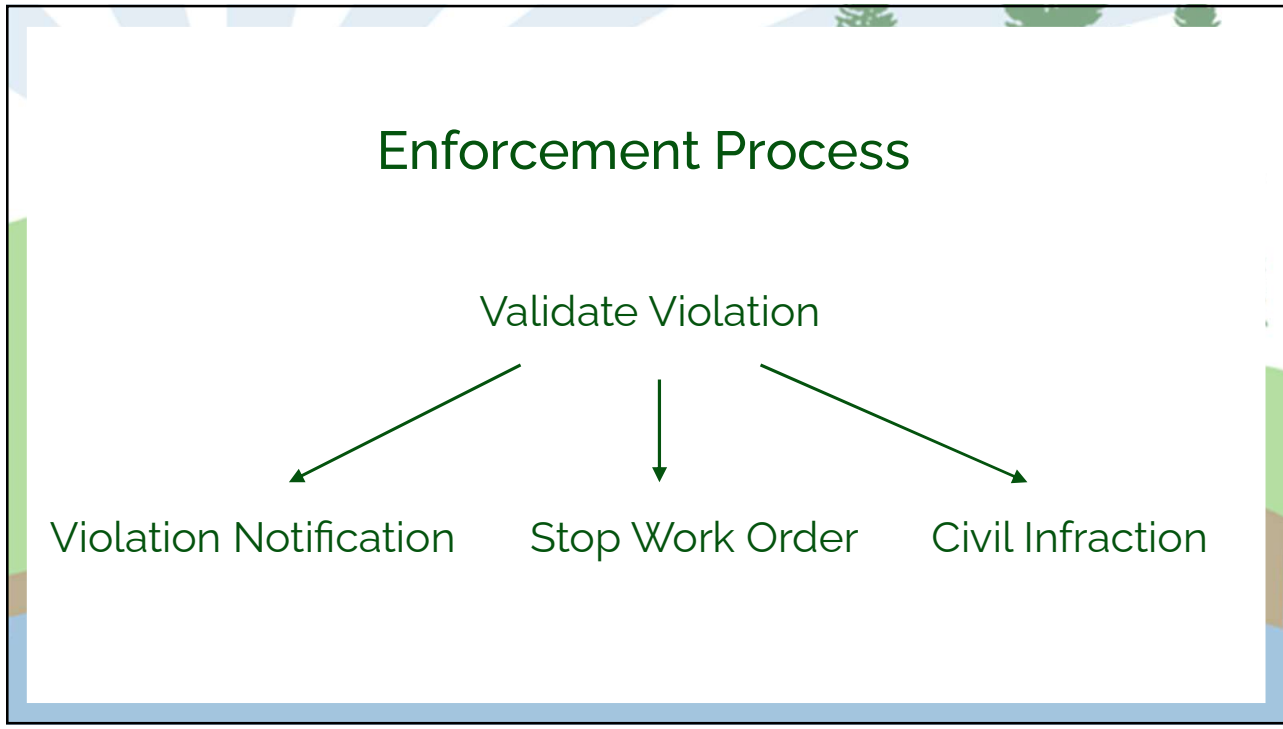 Enforcement Process
Validate Violation
Violation Notification
Stop Work Order
Civil Infraction